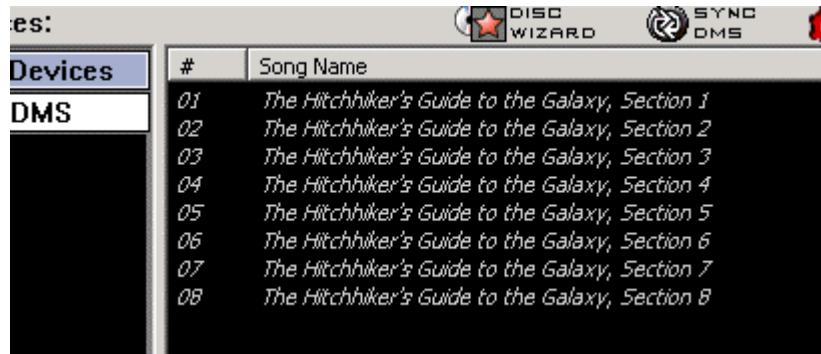 ces:
DISC WIZARD
SYNC DMS
Devices
DMS
# Song Name
01 The Hitchhiker's Guide to the Galaxy, Section 1
02 The Hitchhiker's Guide to the Galaxy, Section 2
03 The Hitchhiker's Guide to the Galaxy, Section 3
04 The Hitchhiker's Guide to the Galaxy, Section 4
05 The Hitchhiker's Guide to the Galaxy, Section 5
06 The Hitchhiker's Guide to the Galaxy, Section 6
07 The Hitchhiker's Guide to the Galaxy, Section 7
08 The Hitchhiker's Guide to the Galaxy, Section 8